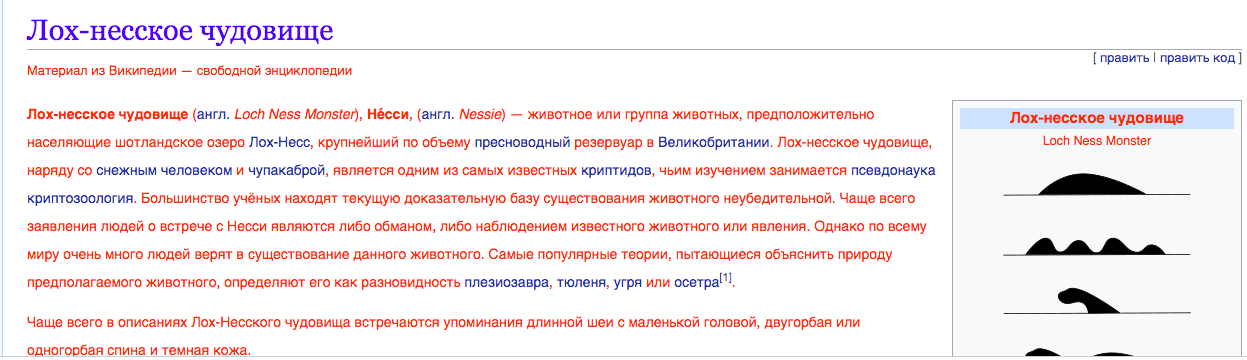 Лох-несское чудовище
[ править | править код ]
Материал из Википедии — свободной энциклопедии
Лох-несское чудовище (англ. Loch Ness Monster), Не́сси, (англ. Nessie) — животное или группа животных, предположительно
населяющие шотландское озеро Лох-Несс, крупнейший по объему пресноводный резервуар в Великобритании. Лох-несское чудовище,
наряду со снежным человеком и чупакаброй, является одним из самых известных криптидов, чьим изучением занимается псевдонаука
криптозоология. Большинство учёных находят текущую доказательную базу существования животного неубедительной. Чаще всего
заявления людей о встрече с Несси являются либо обманом, либо наблюдением известного животного или явления. Однако по всему
миру очень много людей верят в существование данного животного. Самые популярные теории, пытающиеся объяснить природу
предполагаемого животного, определяют его как разновидность плезиозавра, тюленя, угря или осетра[1].
Чаще всего в описаниях Лох-Несского чудовища встречаются упоминания длинной шеи с маленькой головой, двугорбая или
одногорбая спина и темная кожа.
Лох-несское чудовище
Loch Ness Monster